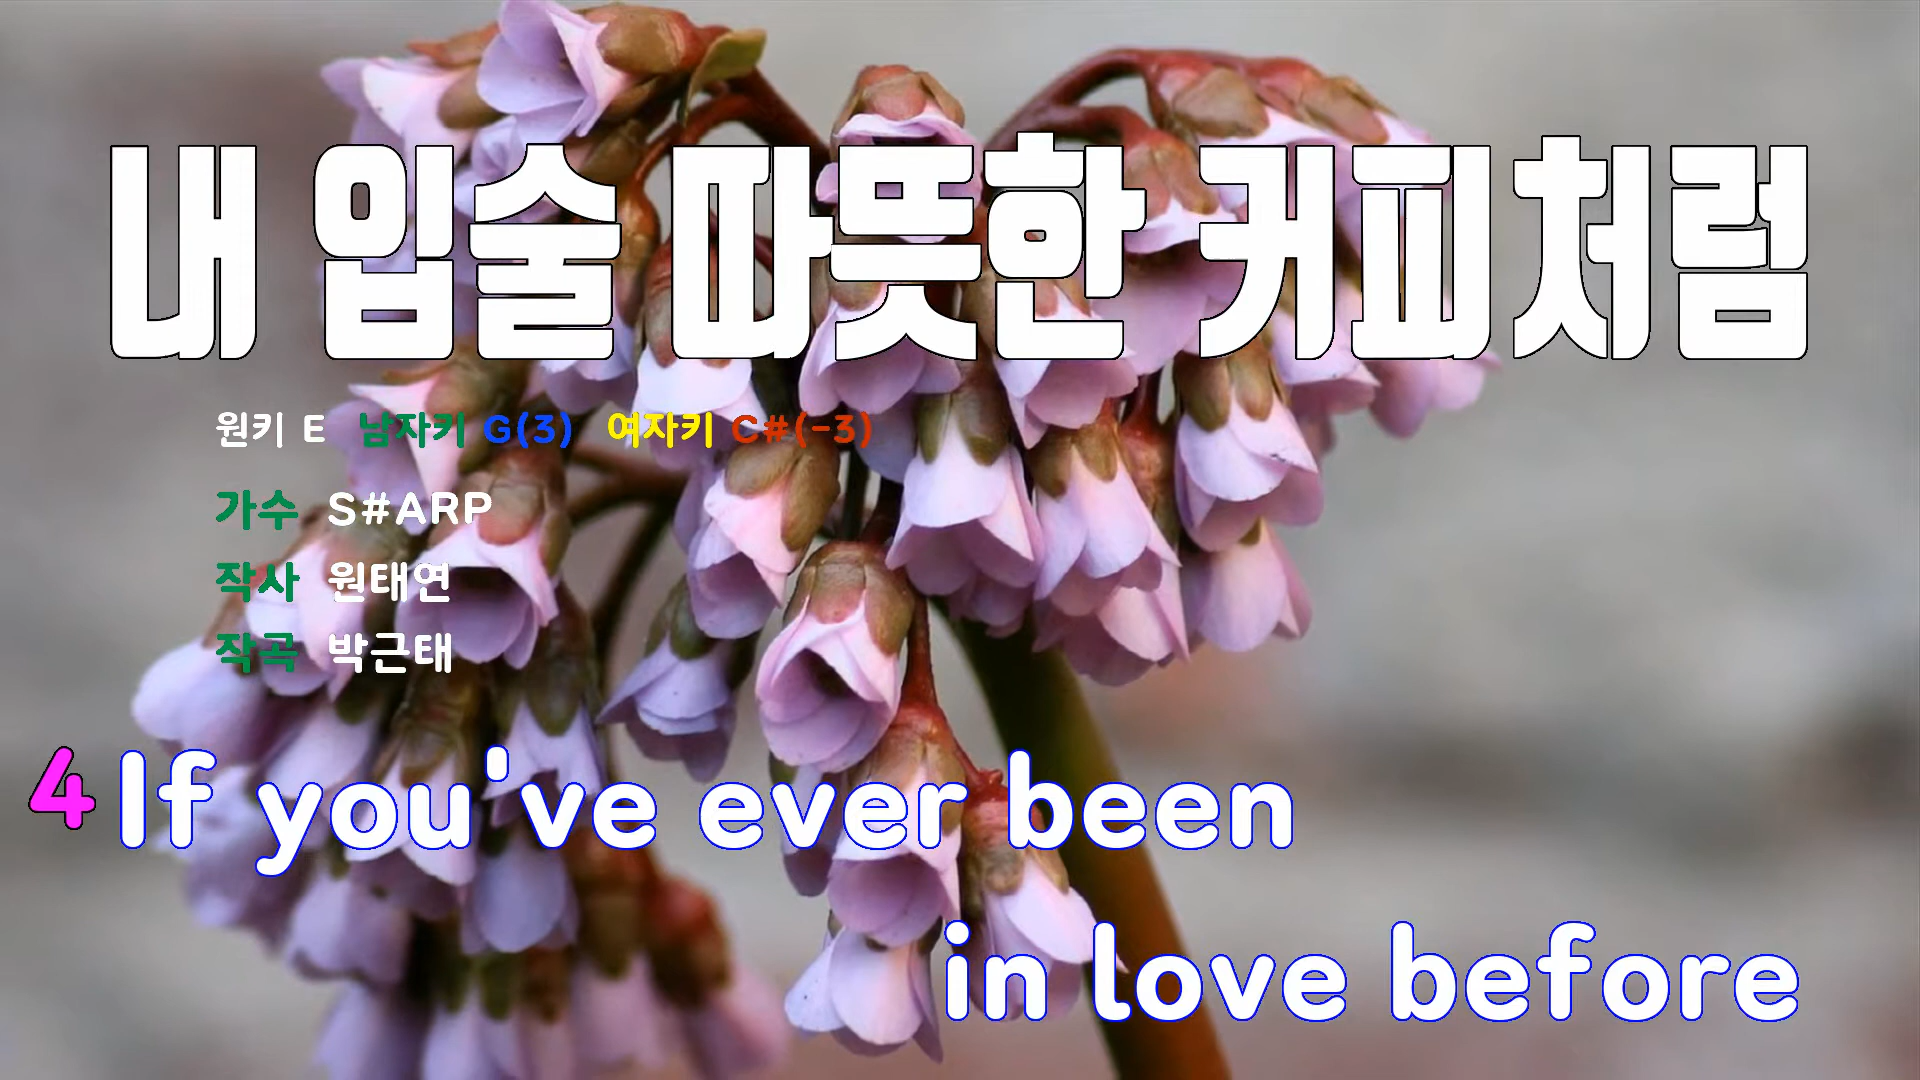 내 입술 따뜻한 커피처럼
원키 E 남자키 G(3) 여자키 C#(-3)
가수 S#ARP
작사 원태연
작곡 박근태
4 If you've ever been
in love before